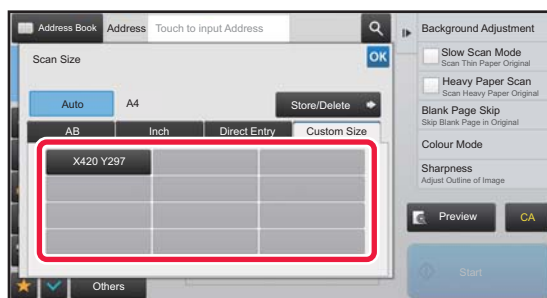 Address Book
Address
Touch to input Address
Scan Size
OK
Auto
A4
Store/Delete
AB
Inch
Direct Entry
Custom Size
X420 Y297
Others
Background Adjustment
Slow Scan Mode
Scan Thin Paper Original
Heavy Paper Scan
Scan Heavy Paper Original
Blank Page Skip
Skip Blank Page in Original
Colour Mode
Sharpness
Adjust Outline of Image
Preview
CA
Start